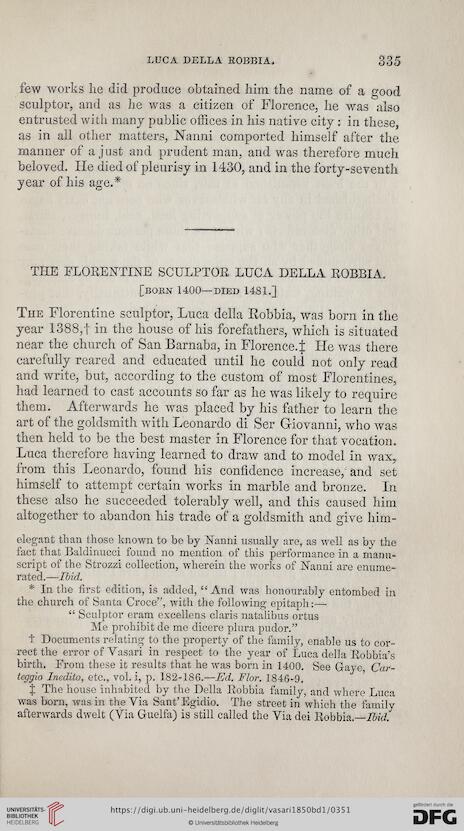 LUCA DELLA ROBBIA. 335
few works he did produce obtained him the name of a good
sculptor, and as he was a citizen of Florence, he was also
entrusted with many public offices in his native city: in these,
as in all other matters, Nanni comported himself after the
manner of a just and prudent man, and was therefore much
beloved. He died of pleurisy in 1430, and in the forty-seventh
year of his age.*
THE FLORENTINE SCULPTOR LUCA DELLA ROBBIA.
[BORN 1400—DIED 1481.]
THE Florentine sculptor, Luca della Robbia, was born in the
year 1388,† in the house of his forefathers, which is situated
near the church of San Barnaba, in Florence.‡ He was there
carefully reared and educated until he could not only read
and write, but, according to the custom of most Florentines,
had learned to cast accounts so far as he was likely to require
them. Afterwards he was placed by his father to learn the
art of the goldsmith with Leonardo di Ser Giovanni, who was
then held to be the best master in Florence for that vocation.
Luca therefore having learned to draw and to model in wax,
from this Leonardo, found his confidence increase, and set
himself to attempt certain works in marble and bronze. In
these also he succeeded tolerably well, and this caused him
altogether to abandon his trade of a goldsmith and give him-
elegant than those known to be by Nanni usually are, as well as by the
fact that Baldinucci found no mention of this performance in a manu-
script of the Strozzi collection, wherein the works of Nanni are enume-
rated.—Ibid.
* In the first edition, is added, "And was honourably entombed in
the church of Santa Croce", with the following epitaph:—
"Sculptor eram excellens claris natalibus ortus
Me prohibit de me dicere plura pudor."
† Documents relating to the property of the family, enable us to cor-
rect the error of Vasari in respect to the year of Luca della Robbia's
birth. From these it results that he was born in 1400. See Gaye, Car-
teggio Inedito, etc., vol. i, p. 182-186.—Ed. Flor. 1846-9.
‡ The house inhabited by the Della Robbia family, and where Luca
was born, was in the Via Sant' Egidio. The street in which the family
afterwards dwelt (Via Guelfa) is still called the Via dei Robbia.—Ibid.
UNIVERSITÄTS-
BIBLIOTHEK
HEIDELBERG
https://digi.ub.uni-heidelberg.de/diglit/vasari1850bd1/0351
© Universitätsbibliothek Heidelberg
gefördert durch die
DFG